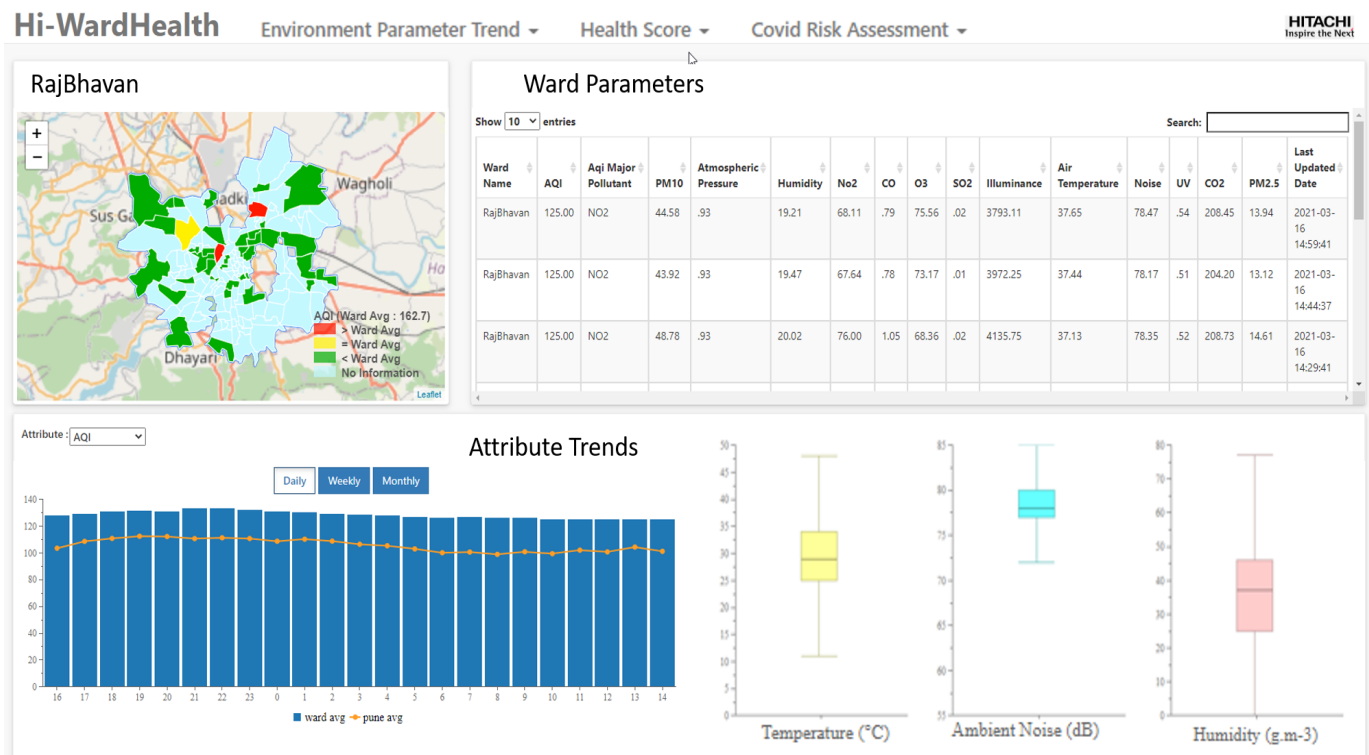 Hi-WardHealth
Environment Parameter Trend
Health Score
Covid Risk Assessment
HITACHI
Inspire the Next
RajBhavan
+
−
Wagholi
Sus Ga
adki
Ha
Dhayari
AQI (Ward Avg : 162.7)
> Ward Avg
= Ward Avg
< Ward Avg
No Information
Leaflet
Ward Parameters
Show 10 entries
Search:
Ward Name AQI Aqi Major Pollutant PM10 Atmospheric Pressure Humidity No2 CO O3 SO2 Illuminance Air Temperature Noise UV CO2 PM2.5 Last Updated Date
RajBhavan 125.00 NO2 44.58 .93 19.21 68.11 .79 75.56 .02 3793.11 37.65 78.47 .54 208.45 13.94 2021-03-16 14:59:41
RajBhavan 125.00 NO2 43.92 .93 19.47 67.64 .78 73.17 .01 3972.25 37.44 78.17 .51 204.20 13.12 2021-03-16 14:44:37
RajBhavan 125.00 NO2 48.78 .93 20.02 76.00 1.05 68.36 .02 4135.75 37.13 78.35 .52 208.73 14.61 2021-03-16 14:29:41
Attribute : AQI
Attribute Trends
Daily Weekly Monthly
140
120
100
80
60
40
20
0
16 17 18 19 20 21 22 23 0 1 2 3 4 5 6 7 8 9 10 11 12 13 14
ward avg pune avg
50
45
40
35
30
25
20
15
10
5
0
Temperature (°C)
85
80
75
70
65
60
55
Ambient Noise (dB)
80
70
60
50
40
30
20
10
0
Humidity (g.m-3)